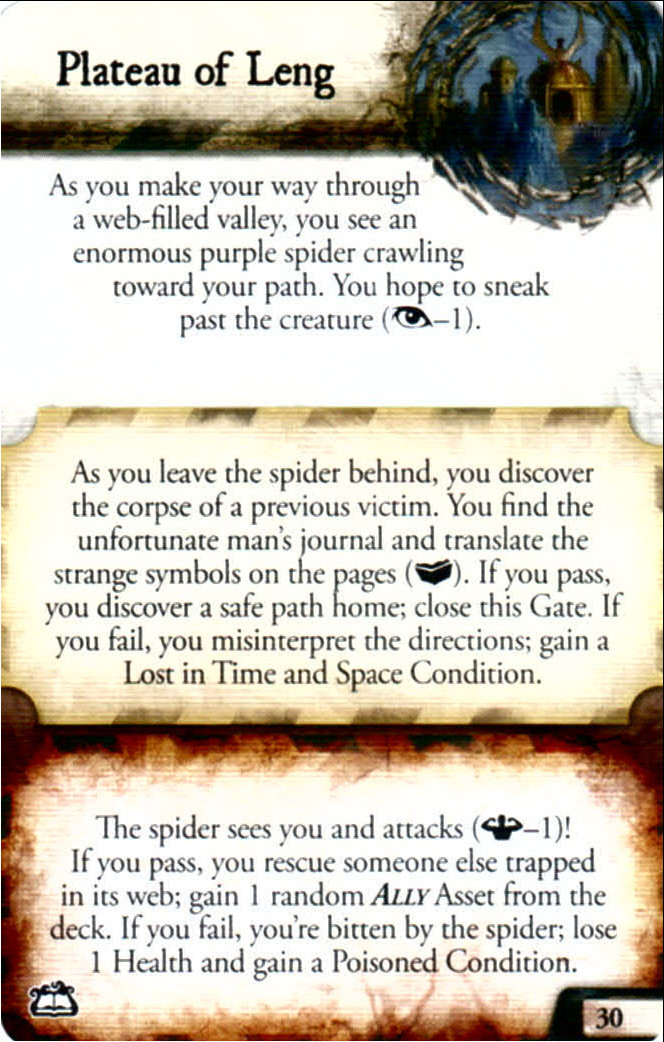 Plateau of Leng
As you make your way through
a web-filled valley, you see an
enormous purple spider crawling
toward your path. You hope to sneak
past the creature (–1).
As you leave the spider behind, you discover
the corpse of a previous victim. You find the
unfortunate man's journal and translate the
strange symbols on the pages (). If you pass,
you discover a safe path home; close this Gate. If
you fail, you misinterpret the directions; gain a
Lost in Time and Space Condition.
The spider sees you and attacks (–1)!
If you pass, you rescue someone else trapped
in its web; gain 1 random ALLY Asset from the
deck. If you fail, you're bitten by the spider; lose
1 Health and gain a Poisoned Condition.
30